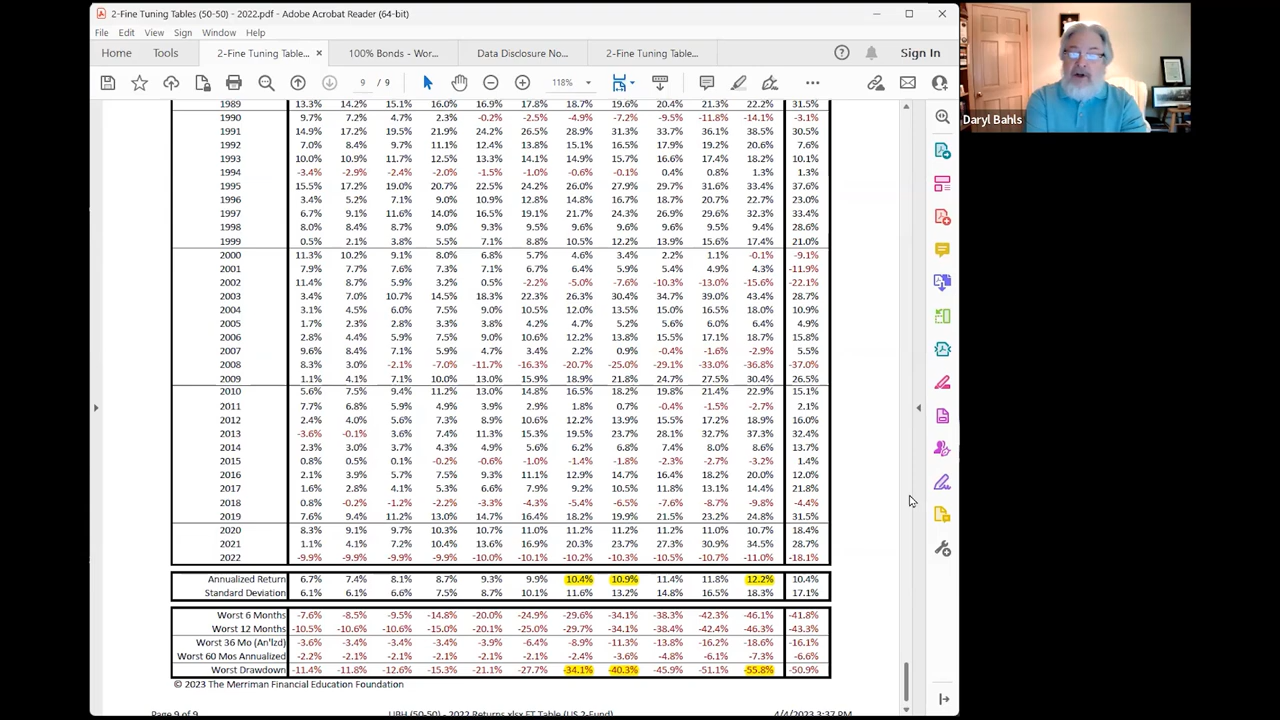 2-Fine Tuning Tables (50-50) - 2022.pdf - Adobe Acrobat Reader (64-bit)
File Edit View Sign Window Help
Home Tools 2-Fine Tuning Table... × 100% Bonds - Wor... Data Disclosure No... 2-Fine Tuning Table... Sign In
9 / 9 118%
Daryl Bahls
1989 13.3% 14.2% 15.1% 16.0% 16.9% 17.8% 18.7% 19.6% 20.4% 21.3% 22.2% 31.5%
1990 9.7% 7.2% 4.7% 2.3% -0.2% -2.5% -4.9% -7.2% -9.5% -11.8% -14.1% -3.1%
1991 14.9% 17.2% 19.5% 21.9% 24.2% 26.5% 28.9% 31.3% 33.7% 36.1% 38.5% 30.5%
1992 7.0% 8.4% 9.7% 11.1% 12.4% 13.8% 15.1% 16.5% 17.9% 19.2% 20.6% 7.6%
1993 10.0% 10.9% 11.7% 12.5% 13.3% 14.1% 14.9% 15.7% 16.6% 17.4% 18.2% 10.1%
1994 -3.4% -2.9% -2.4% -2.0% -1.5% -1.0% -0.6% -0.1% 0.4% 0.8% 1.3% 1.3%
1995 15.5% 17.2% 19.0% 20.7% 22.5% 24.2% 26.0% 27.9% 29.7% 31.6% 33.4% 37.6%
1996 3.4% 5.2% 7.1% 9.0% 10.9% 12.8% 14.8% 16.7% 18.7% 20.7% 22.7% 23.0%
1997 6.7% 9.1% 11.6% 14.0% 16.5% 19.1% 21.7% 24.3% 26.9% 29.6% 32.3% 33.4%
1998 8.0% 8.4% 8.7% 9.0% 9.3% 9.5% 9.6% 9.6% 9.6% 9.5% 9.4% 28.6%
1999 0.5% 2.1% 3.8% 5.5% 7.1% 8.8% 10.5% 12.2% 13.9% 15.6% 17.4% 21.0%
2000 11.3% 10.2% 9.1% 8.0% 6.8% 5.7% 4.6% 3.4% 2.2% 1.1% -0.1% -9.1%
2001 7.9% 7.7% 7.6% 7.3% 7.1% 6.7% 6.4% 5.9% 5.4% 4.9% 4.3% -11.9%
2002 11.4% 8.7% 5.9% 3.2% 0.5% -2.2% -5.0% -7.6% -10.3% -13.0% -15.6% -22.1%
2003 3.4% 7.0% 10.7% 14.5% 18.3% 22.3% 26.3% 30.4% 34.7% 39.0% 43.4% 28.7%
2004 3.1% 4.5% 6.0% 7.5% 9.0% 10.5% 12.0% 13.5% 15.0% 16.5% 18.0% 10.9%
2005 1.7% 2.3% 2.8% 3.3% 3.8% 4.2% 4.7% 5.2% 5.6% 6.0% 6.4% 4.9%
2006 2.8% 4.4% 5.9% 7.5% 9.0% 10.6% 12.2% 13.8% 15.5% 17.1% 18.7% 15.8%
2007 9.6% 8.4% 7.1% 5.9% 4.7% 3.4% 2.2% 0.9% -0.4% -1.6% -2.9% 5.5%
2008 8.3% 3.0% -2.1% -7.0% -11.7% -16.3% -20.7% -25.0% -29.1% -33.0% -36.8% -37.0%
2009 1.1% 4.1% 7.1% 10.0% 13.0% 15.9% 18.9% 21.8% 24.7% 27.5% 30.4% 26.5%
2010 5.6% 7.5% 9.4% 11.2% 13.0% 14.8% 16.5% 18.2% 19.8% 21.4% 22.9% 15.1%
2011 7.7% 6.8% 5.9% 4.9% 3.9% 2.9% 1.8% 0.7% -0.4% -1.5% -2.7% 2.1%
2012 2.4% 4.0% 5.6% 7.3% 8.9% 10.6% 12.2% 13.9% 15.5% 17.2% 18.9% 16.0%
2013 -3.6% -0.1% 3.6% 7.4% 11.3% 15.3% 19.5% 23.7% 28.1% 32.7% 37.3% 32.4%
2014 2.3% 3.0% 3.7% 4.3% 4.9% 5.6% 6.2% 6.8% 7.4% 8.0% 8.6% 13.7%
2015 0.8% 0.5% 0.1% -0.2% -0.6% -1.0% -1.4% -1.8% -2.3% -2.7% -3.2% 1.4%
2016 2.1% 3.9% 5.7% 7.5% 9.3% 11.1% 12.9% 14.7% 16.4% 18.2% 20.0% 12.0%
2017 1.6% 2.8% 4.1% 5.3% 6.6% 7.9% 9.2% 10.5% 11.8% 13.1% 14.4% 21.8%
2018 0.8% -0.2% -1.2% -2.2% -3.3% -4.3% -5.4% -6.5% -7.6% -8.7% -9.8% -4.4%
2019 7.6% 9.4% 11.2% 13.0% 14.7% 16.4% 18.2% 19.9% 21.5% 23.2% 24.8% 31.5%
2020 8.3% 9.1% 9.7% 10.3% 10.7% 11.0% 11.2% 11.2% 11.2% 11.0% 10.7% 18.4%
2021 1.1% 4.1% 7.2% 10.4% 13.6% 16.9% 20.3% 23.7% 27.2% 30.9% 34.5% 28.7%
2022 -9.9% -9.9% -9.9% -9.9% -10.0% -10.1% -10.2% -10.3% -10.5% -10.7% -11.0% -18.1%
Annualized Return 6.7% 7.4% 8.1% 8.7% 9.3% 9.9% 10.4% 10.9% 11.4% 11.8% 12.2% 10.4%
Standard Deviation 6.1% 6.1% 6.6% 7.5% 8.7% 10.1% 11.6% 13.2% 14.8% 16.5% 18.3% 17.1%
Worst 6 Months -7.6% -8.5% -9.5% -14.8% -20.0% -24.9% -29.6% -34.1% -38.3% -42.3% -46.1% -41.8%
Worst 12 Months -10.5% -10.6% -10.6% -15.0% -20.1% -25.0% -29.7% -34.1% -38.4% -42.4% -46.3% -43.3%
Worst 36 Mo (An'lzd) -3.6% -3.4% -3.4% -3.4% -3.9% -6.4% -8.9% -11.3% -13.8% -16.2% -18.6% -16.1%
Worst 60 Mos Annualized -2.2% -2.1% -2.1% -2.1% -2.1% -2.1% -2.4% -3.6% -4.8% -6.1% -7.3% -6.6%
Worst Drawdown -11.4% -11.8% -12.6% -15.3% -21.1% -27.7% -34.1% -40.3% -45.9% -51.1% -55.8% -50.9%
© 2023 The Merriman Financial Education Foundation
Page 9 of 9 UBH (50-50) - 2022 Returns.xlsx FT Table (US 2-Fund) 4/4/2023 3:37 PM